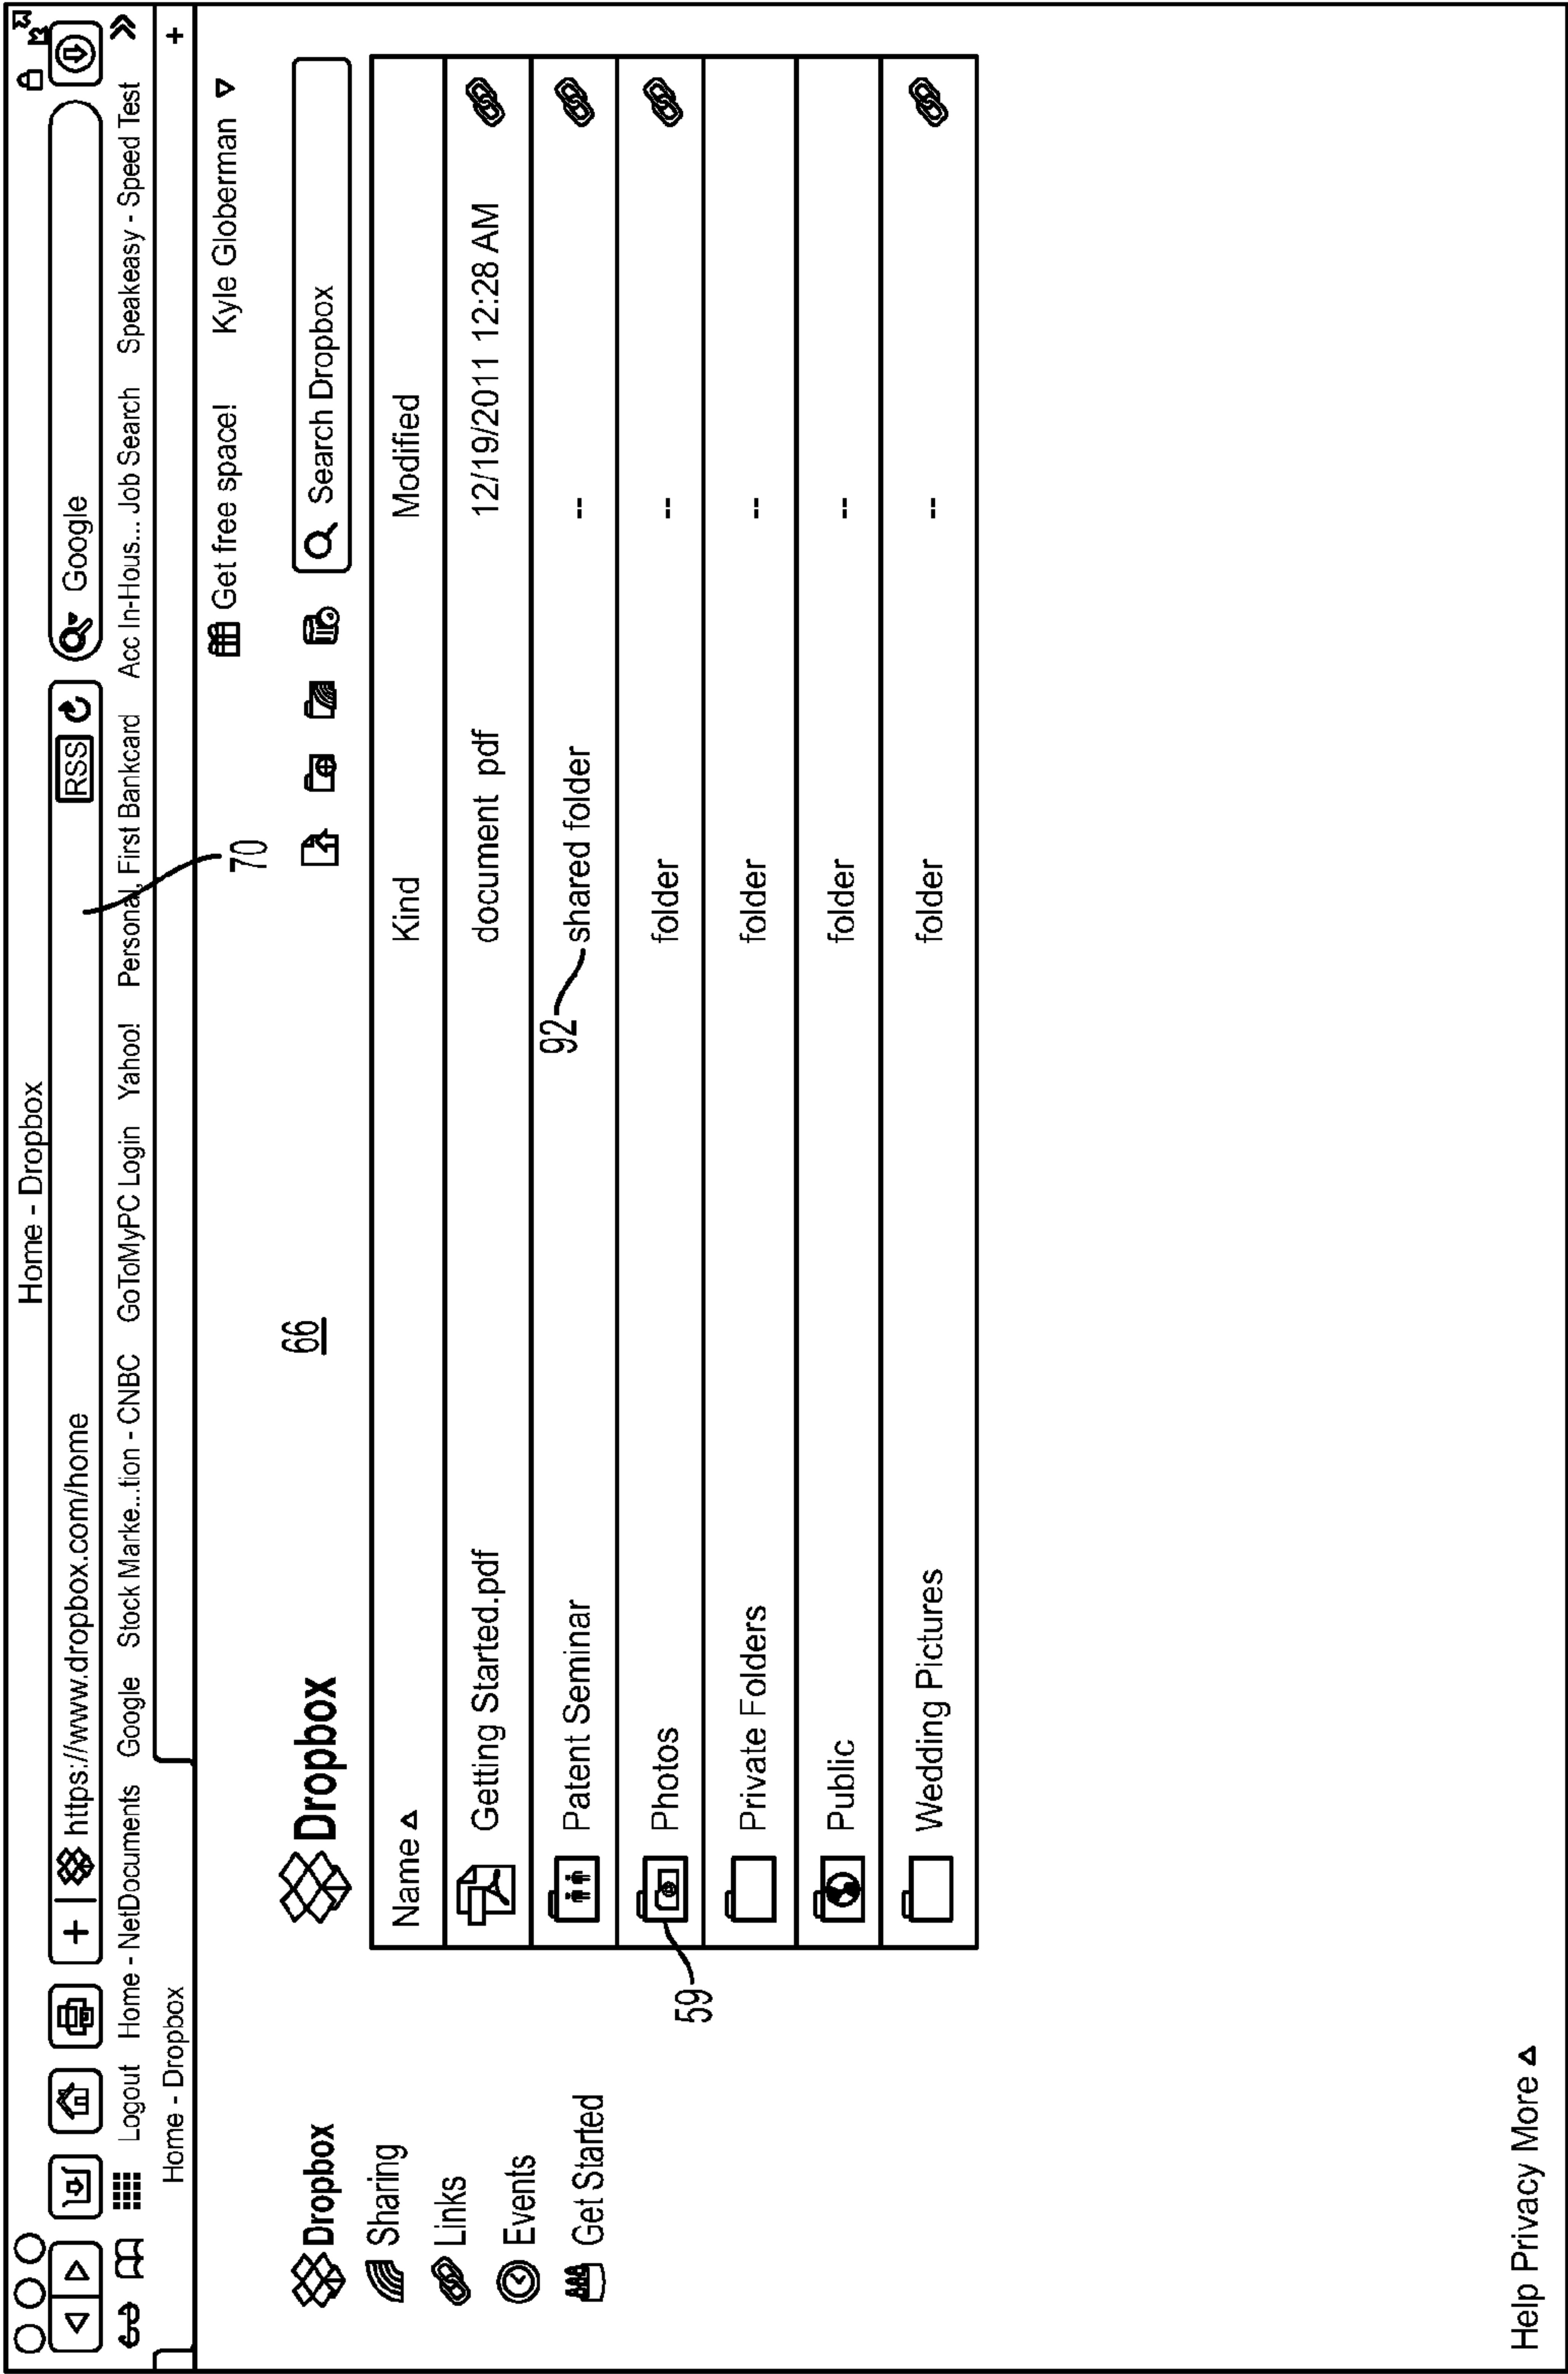 Home - Dropbox
+ https://www.dropbox.com/home RSS Google
Logout Home - NetDocuments Google Stock Marke...tion - CNBC GoToMyPC Login Yahoo! Personal, First Bankcard Acc In-Hous... Job Search Speakeasy - Speed Test »
Home - Dropbox +
70
Get free space! Kyle Globerman
66
Dropbox
Sharing
Links
Events
Get Started
Dropbox Search Dropbox
Name Kind Modified
Getting Started.pdf document pdf 12/19/2011 12:28 AM
Patent Seminar 92 shared folder --
59 Photos folder --
Private Folders folder --
Public folder --
Wedding Pictures folder --
Help Privacy More